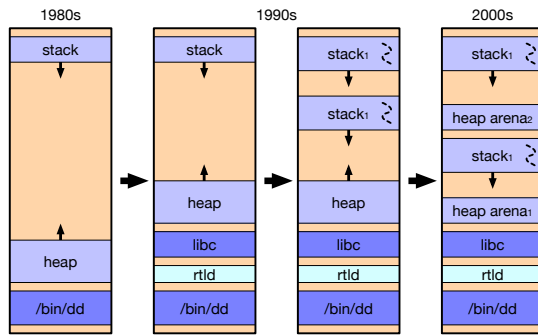 1980s
1990s
2000s
stack
heap
/bin/dd
stack
heap
libc
rtld
/bin/dd
stack1
stack1
heap
libc
rtld
/bin/dd
stack1
heap arena2
stack1
heap arena1
libc
rtld
/bin/dd